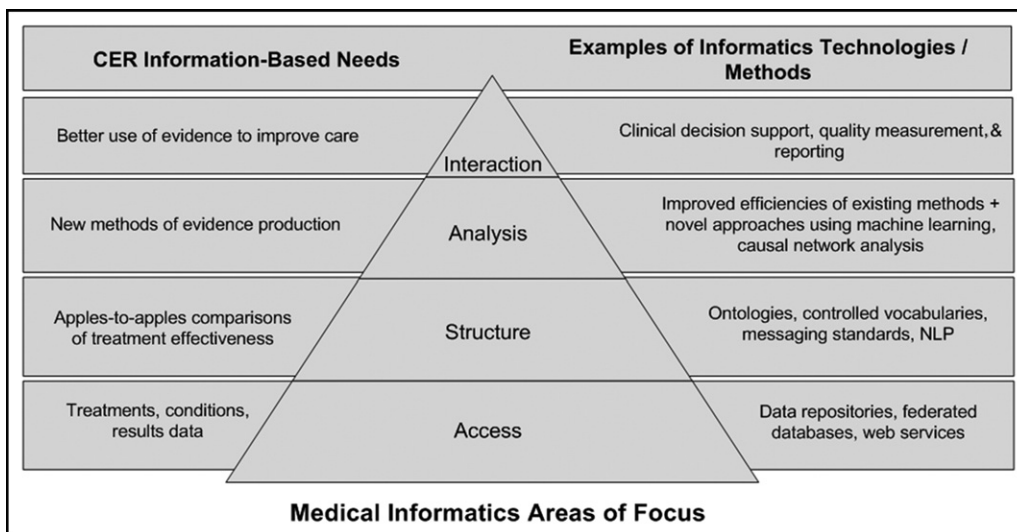 CER Information-Based Needs
Examples of Informatics Technologies /
Methods
Better use of evidence to improve care
Interaction
Clinical decision support, quality measurement, &
reporting
New methods of evidence production
Analysis
Improved efficiencies of existing methods +
novel approaches using machine learning,
causal network analysis
Apples-to-apples comparisons
of treatment effectiveness
Structure
Ontologies, controlled vocabularies,
messaging standards, NLP
Treatments, conditions,
results data
Access
Data repositories, federated
databases, web services
Medical Informatics Areas of Focus